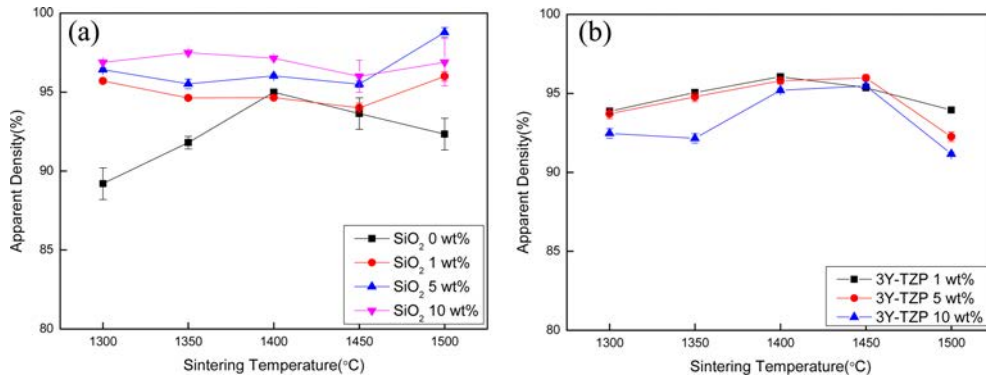 (a)
100
95
90
85
80
Apparent Density(%)
1300 1350 1400 1450 1500
Sintering Temperature(°C)
SiO₂ 0 wt%
SiO₂ 1 wt%
SiO₂ 5 wt%
SiO₂ 10 wt%
(b)
100
95
90
85
80
Apparent Density(%)
1300 1350 1400 1450 1500
Sintering Temperature(°C)
3Y-TZP 1 wt%
3Y-TZP 5 wt%
3Y-TZP 10 wt%